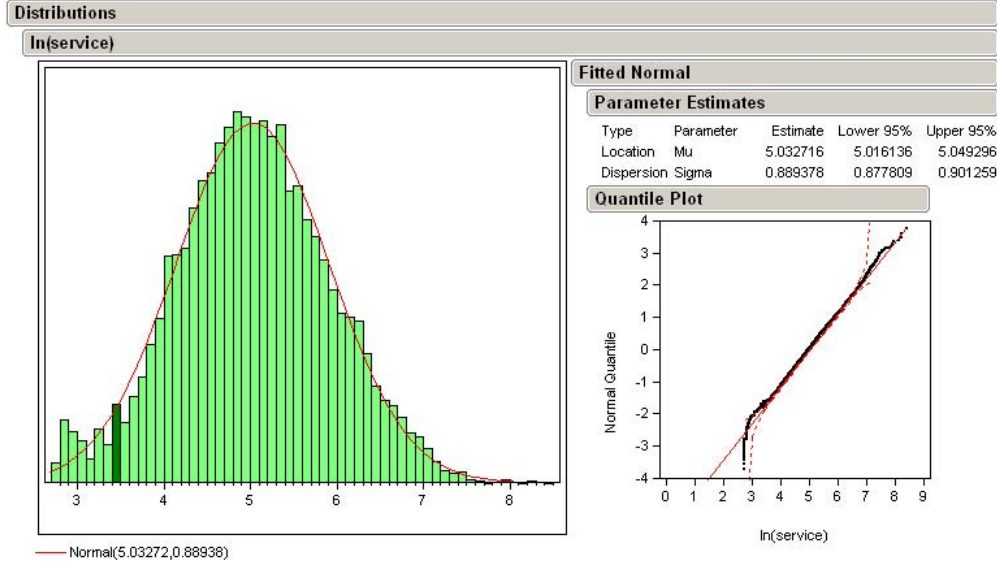 Distributions
ln(service)
3 4 5 6 7 8
Normal(5.03272,0.88938)
Fitted Normal
Parameter Estimates
Type Parameter Estimate Lower 95% Upper 95%
Location Mu 5.032716 5.016136 5.049296
Dispersion Sigma 0.889378 0.877809 0.901259
Quantile Plot
4
3
2
1
0
-1
-2
-3
-4
Normal Quantile
0 1 2 3 4 5 6 7 8 9
ln(service)